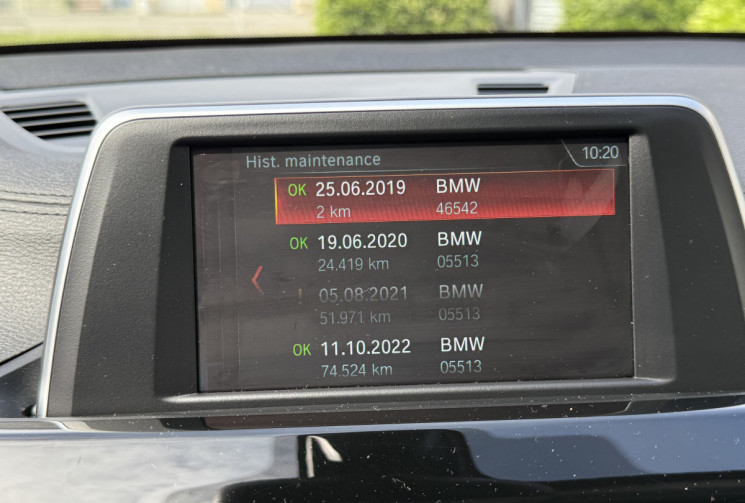 Hist. maintenance 10:20
OK 25.06.2019 BMW
2 km 46542
OK 19.06.2020 BMW
24.419 km 05513
! 05.08.2021 BMW
51.971 km 05513
OK 11.10.2022 BMW
74.524 km 05513